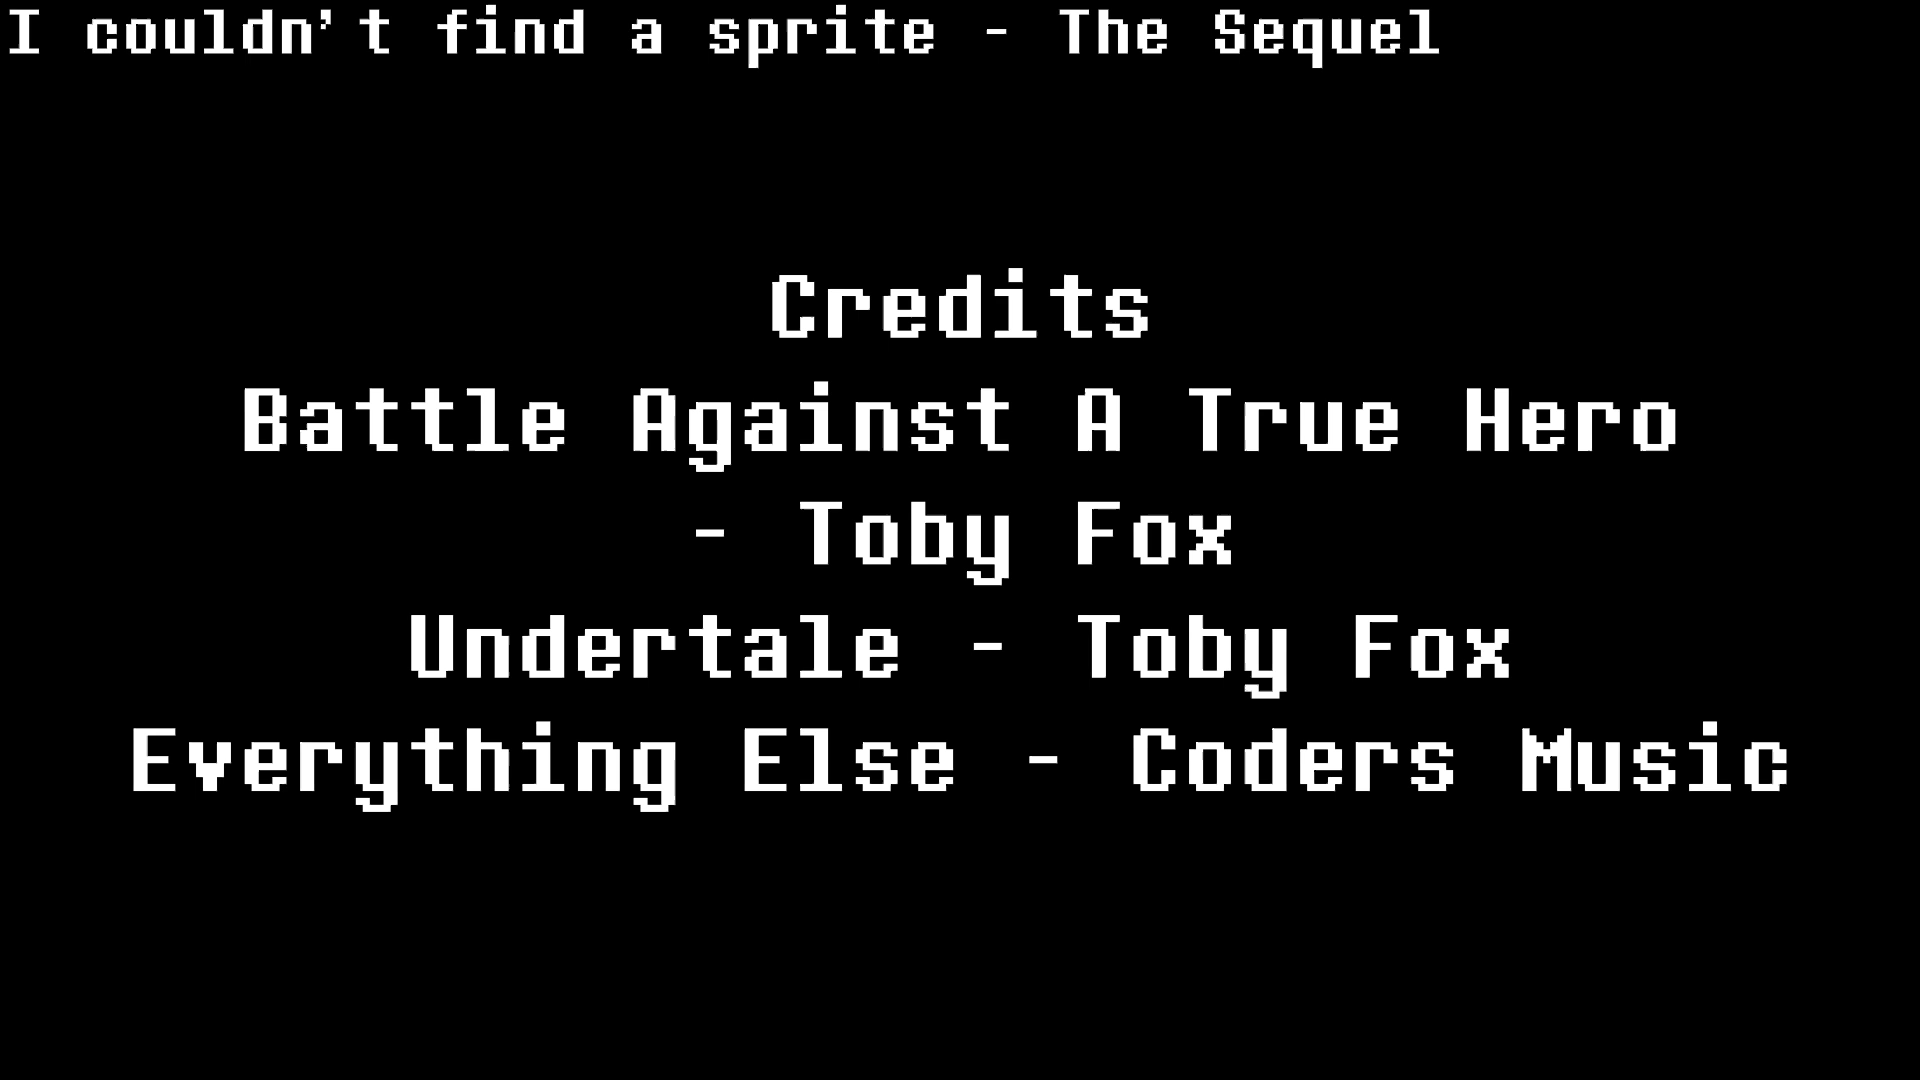 I couldn't find a sprite - The Sequel
Credits
Battle Against A True Hero
- Toby Fox
Undertale - Toby Fox
Everything Else - Coders Music